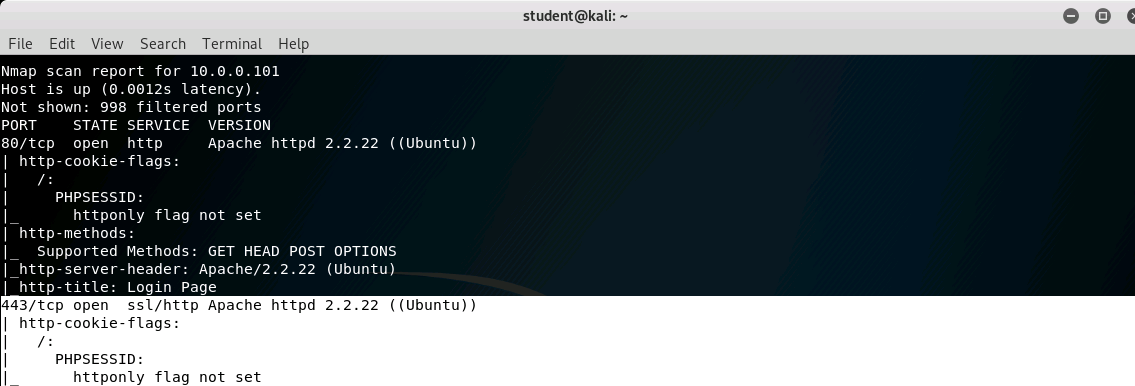 student@kali: ~
File Edit View Search Terminal Help
Nmap scan report for 10.0.0.101
Host is up (0.0012s latency).
Not shown: 998 filtered ports
PORT    STATE SERVICE  VERSION
80/tcp  open  http     Apache httpd 2.2.22 ((Ubuntu))
| http-cookie-flags:
|   /:
|     PHPSESSID:
|_      httponly flag not set
| http-methods:
|_  Supported Methods: GET HEAD POST OPTIONS
|_http-server-header: Apache/2.2.22 (Ubuntu)
|_http-title: Login Page
443/tcp open  ssl/http Apache httpd 2.2.22 ((Ubuntu))
| http-cookie-flags:
|   /:
|     PHPSESSID:
|_      httponly flag not set